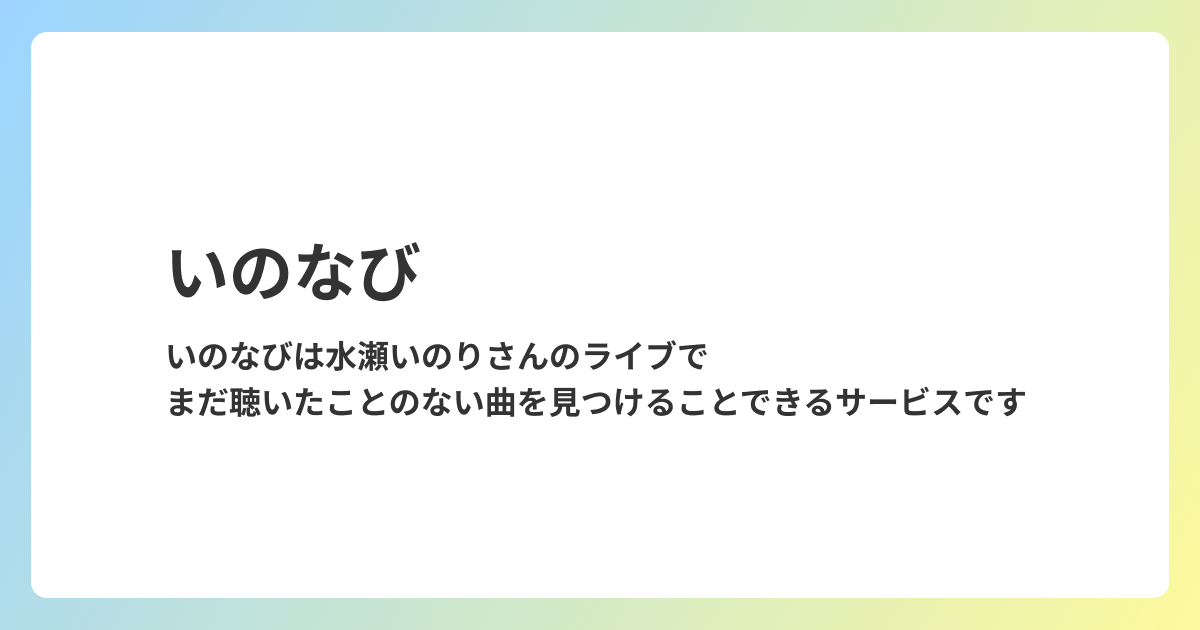 いのなび
いのなびは水瀬いのりさんのライブで
まだ聴いたことのない曲を見つけることできるサービスです